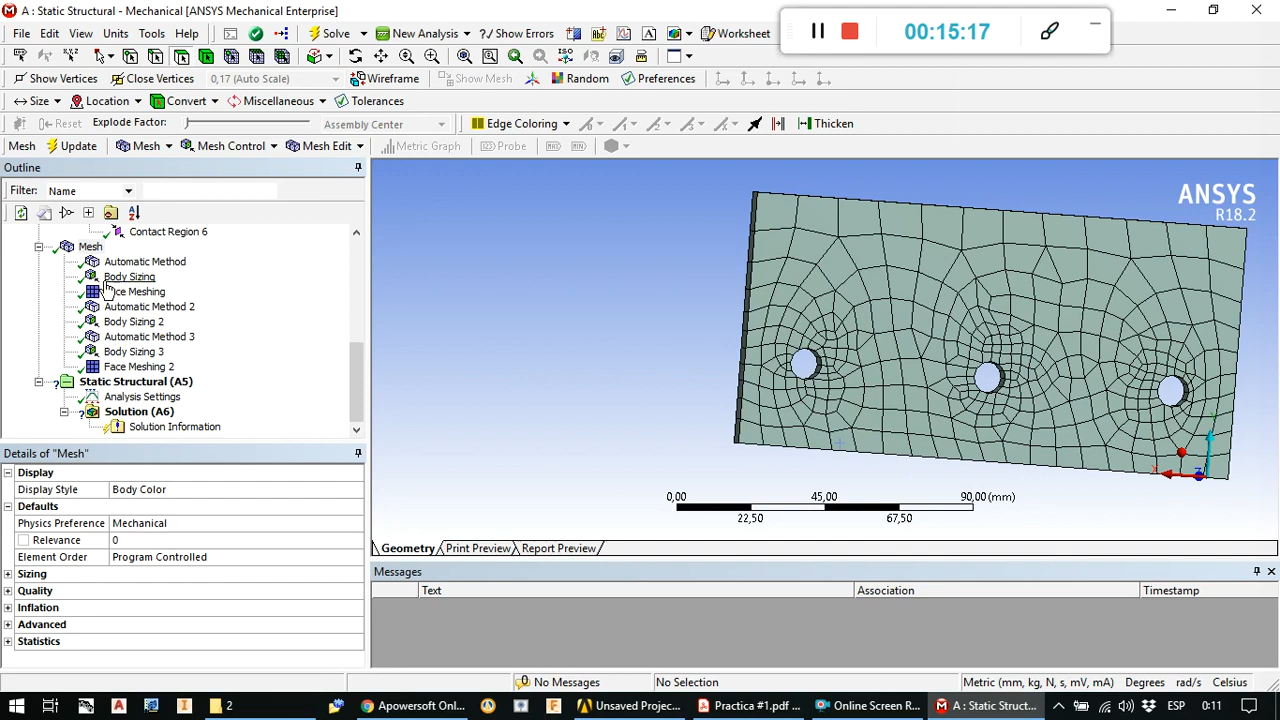 A : Static Structural - Mechanical [ANSYS Mechanical Enterprise]
00:15:17
File Edit View Units Tools Help Solve New Analysis ? Show Errors Worksheet
Show Vertices Close Vertices 0,17 (Auto Scale) Wireframe Show Mesh Random Preferences
Size Location Convert Miscellaneous Tolerances
Reset Explode Factor: Assembly Center Edge Coloring Thicken
Mesh Update Mesh Mesh Control Mesh Edit Metric Graph Probe
Outline
Filter: Name
Contact Region 6
Mesh
Automatic Method
Body Sizing
Face Meshing
Automatic Method 2
Body Sizing 2
Automatic Method 3
Body Sizing 3
Face Meshing 2
Static Structural (A5)
Analysis Settings
Solution (A6)
Solution Information
ANSYS
R18.2
0,00 45,00 90,00 (mm)
22,50 67,50
Geometry Print Preview Report Preview
Details of "Mesh"
Display
Display Style Body Color
Defaults
Physics Preference Mechanical
Relevance 0
Element Order Program Controlled
Sizing
Quality
Inflation
Advanced
Statistics
Messages
Text Association Timestamp
No Messages No Selection Metric (mm, kg, N, s, mV, mA) Degrees rad/s Celsius
2 Apowersoft Onl... Unsaved Projec... Practica #1.pdf ... Online Screen R... A : Static Struct... ESP 0:11